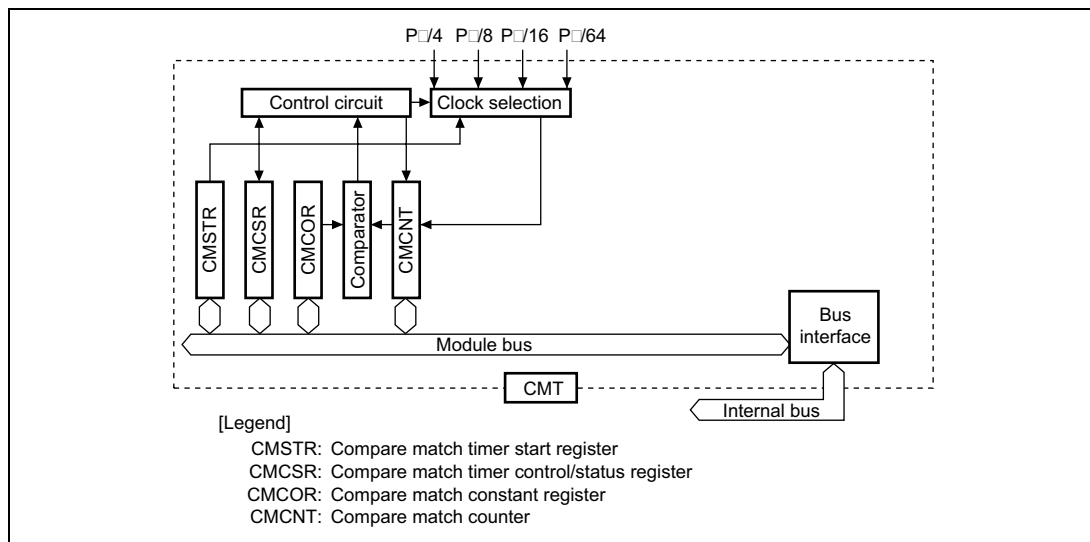 P□/4 P□/8 P□/16 P□/64
Control circuit
Clock selection
CMSTR
CMCSR
CMCOR
Comparator
CMCNT
Bus
interface
Module bus
CMT
Internal bus
[Legend]
CMSTR: Compare match timer start register
CMCSR: Compare match timer control/status register
CMCOR: Compare match constant register
CMCNT: Compare match counter